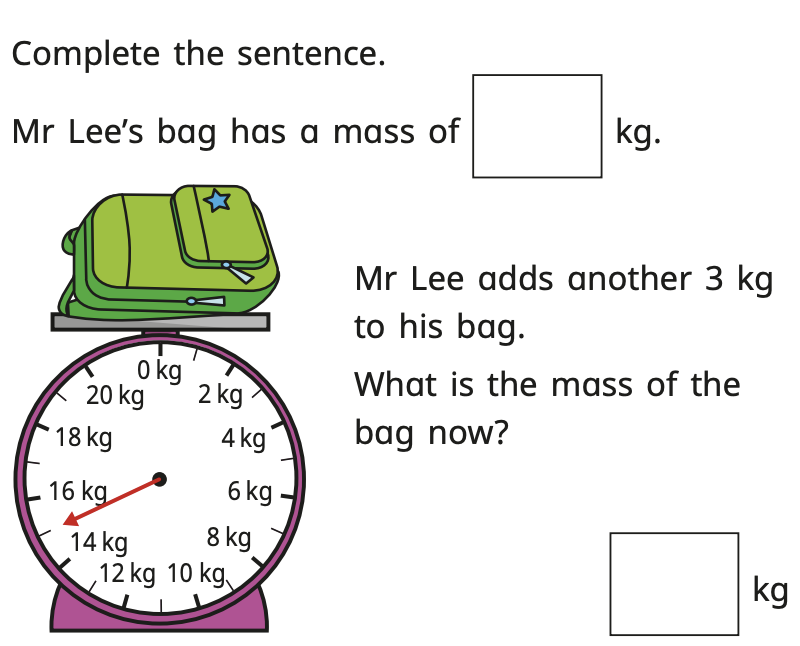 Complete the sentence.
Mr Lee’s bag has a mass of kg.
Mr Lee adds another 3 kg
to his bag.
What is the mass of the
bag now?
kg
0 kg
2 kg
4 kg
6 kg
8 kg
10 kg
12 kg
14 kg
16 kg
18 kg
20 kg